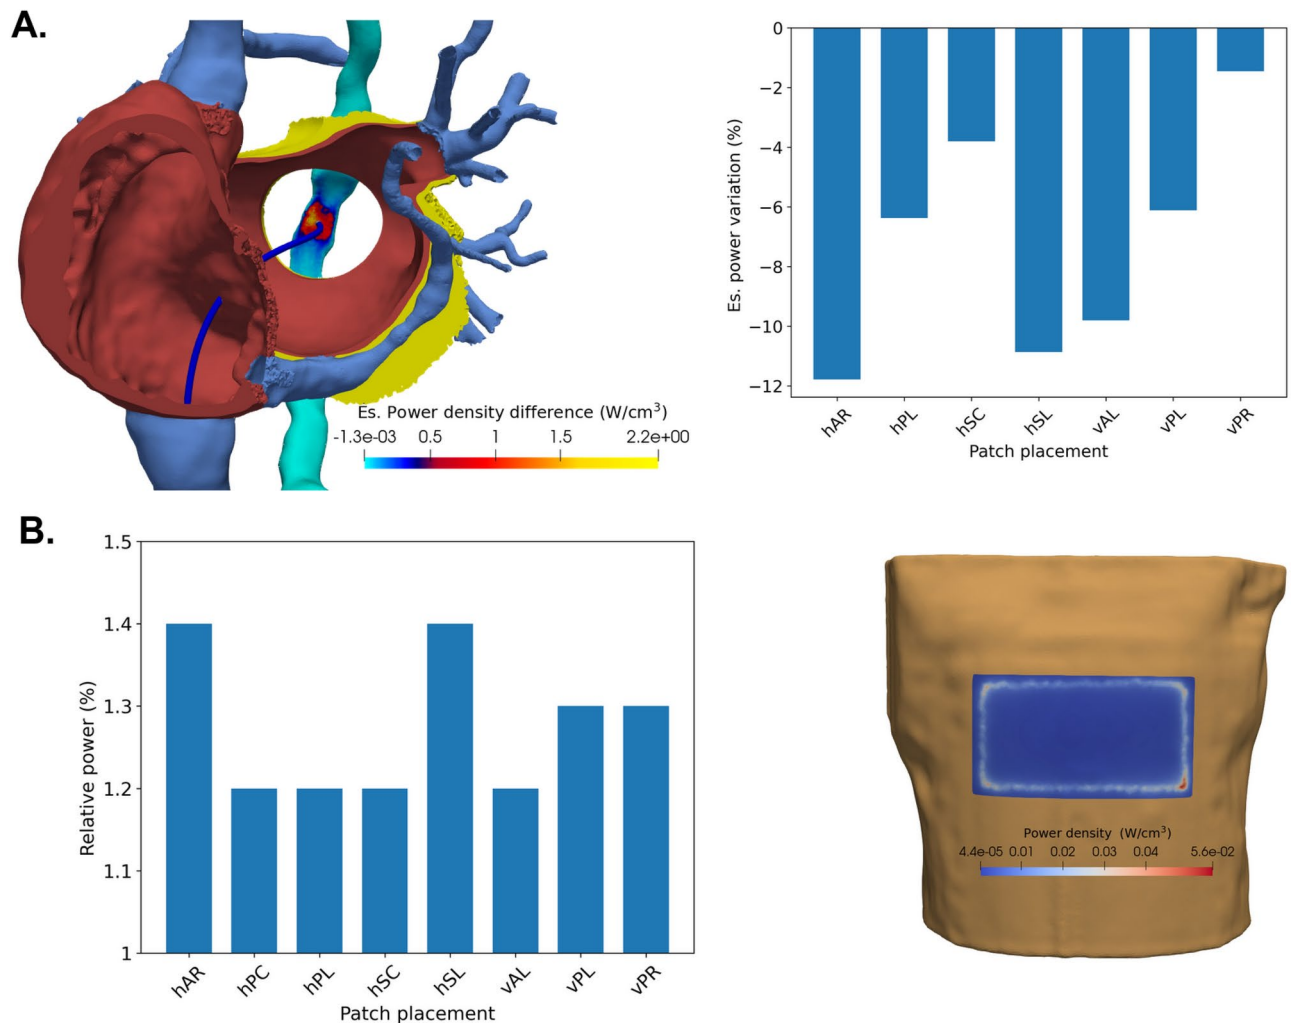 A.
Es. Power density difference (W/cm³)
-1.3e-03 0.5 1 1.5 2.2e+00
Es. power variation (%)
0
−2
−4
−6
−8
−10
−12
hAR hPL hSC hSL vAL vPL vPR
Patch placement
B.
Relative power (%)
1.5
1.4
1.3
1.2
1.1
1
hAR hPC hPL hSC hSL vAL vPL vPR
Patch placement
Power density (W/cm³)
4.4e-05 0.01 0.02 0.03 0.04 5.6e-02